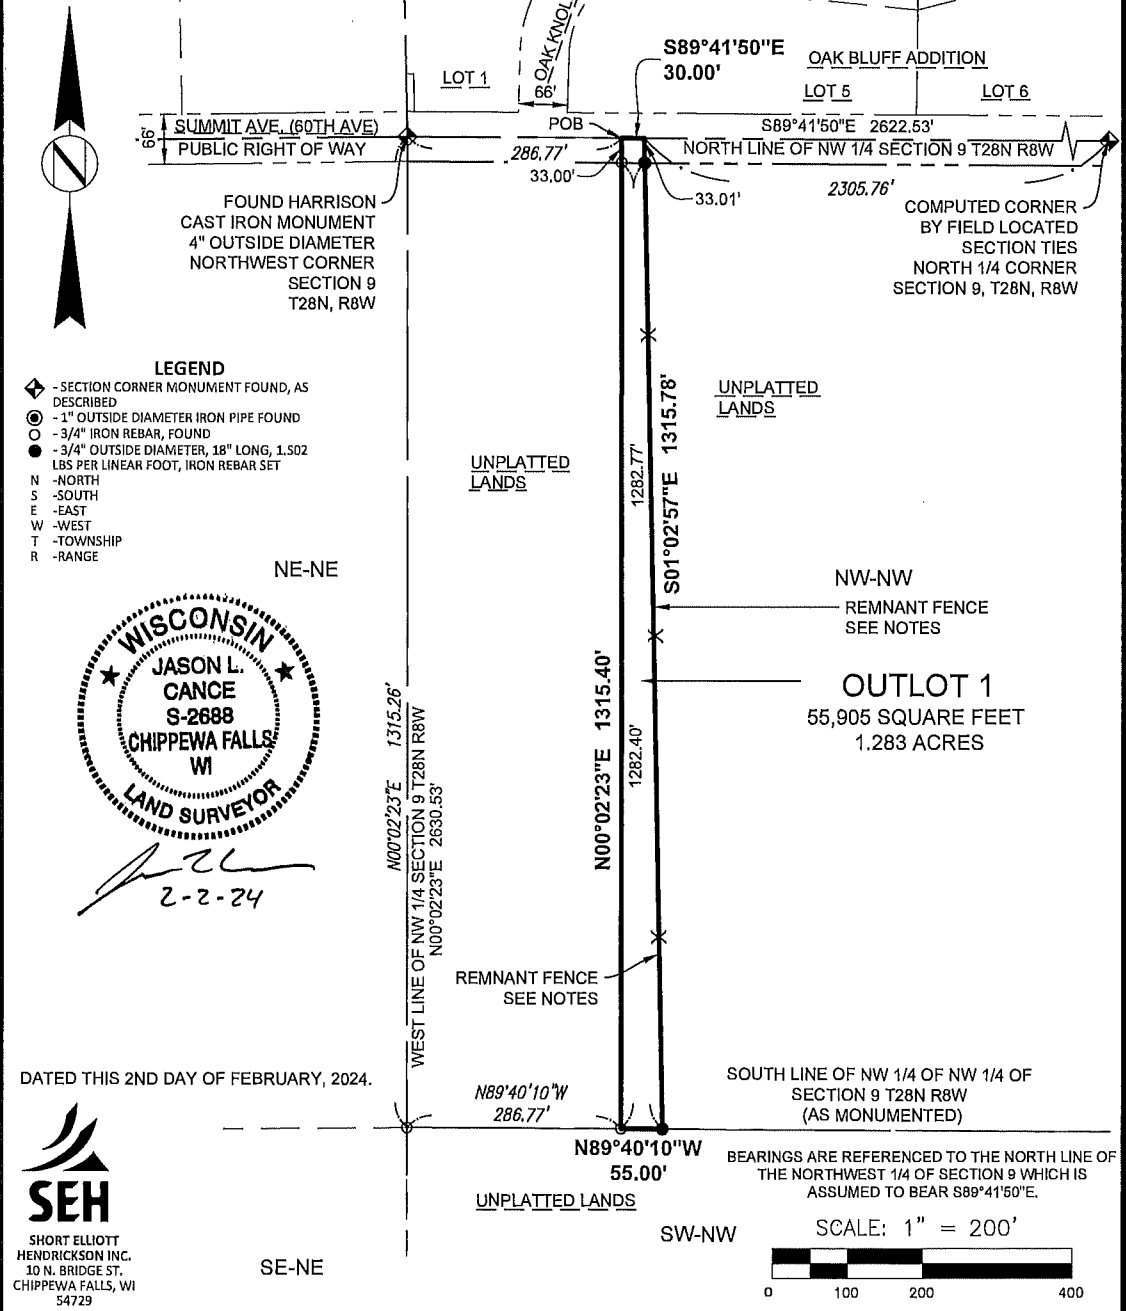 OAK KNOL
S89°41'50"E
30.00'
OAK BLUFF ADDITION
LOT 1
66'
LOT 5
LOT 6
66'
SUMMIT AVE. (60TH AVE)
PUBLIC RIGHT OF WAY
POB
S89°41'50"E 2622.53'
286.77'
NORTH LINE OF NW 1/4 SECTION 9 T28N R8W
33.00'
33.01'
2305.76'
N
FOUND HARRISON
CAST IRON MONUMENT
4" OUTSIDE DIAMETER
NORTHWEST CORNER
SECTION 9
T28N, R8W
COMPUTED CORNER
BY FIELD LOCATED
SECTION TIES
NORTH 1/4 CORNER
SECTION 9, T28N, R8W
LEGEND
- SECTION CORNER MONUMENT FOUND, AS
DESCRIBED
- 1" OUTSIDE DIAMETER IRON PIPE FOUND
- 3/4" IRON REBAR, FOUND
- 3/4" OUTSIDE DIAMETER, 18" LONG, 1.502
LBS PER LINEAR FOOT, IRON REBAR SET
N -NORTH
S -SOUTH
E -EAST
W -WEST
T -TOWNSHIP
R -RANGE
UNPLATTED
LANDS
UNPLATTED
LANDS
1282.77'
S01°02'57"E 1315.78'
NE-NE
NW-NW
REMNANT FENCE
SEE NOTES
OUTLOT 1
55,905 SQUARE FEET
1.283 ACRES
N00°02'23"E 1315.40'
1282.40'
WISCONSIN
JASON L.
CANCE
S-2688
CHIPPEWA FALLS
WI
LAND SURVEYOR
2-2-24
N00°02'23"E 1315.26'
WEST LINE OF NW 1/4 SECTION 9 T28N R8W
N00°02'23"E 2630.53'
REMNANT FENCE
SEE NOTES
DATED THIS 2ND DAY OF FEBRUARY, 2024.
N89°40'10"W
286.77'
SOUTH LINE OF NW 1/4 OF NW 1/4 OF
SECTION 9 T28N R8W
(AS MONUMENTED)
N89°40'10"W
55.00'
BEARINGS ARE REFERENCED TO THE NORTH LINE OF
THE NORTHWEST 1/4 OF SECTION 9 WHICH IS
ASSUMED TO BEAR S89°41'50"E.
UNPLATTED LANDS
SEH
SHORT ELLIOTT
HENDRICKSON INC.
10 N. BRIDGE ST.
CHIPPEWA FALLS, WI
54729
SE-NE
SW-NW
SCALE: 1" = 200'
0 100 200 400